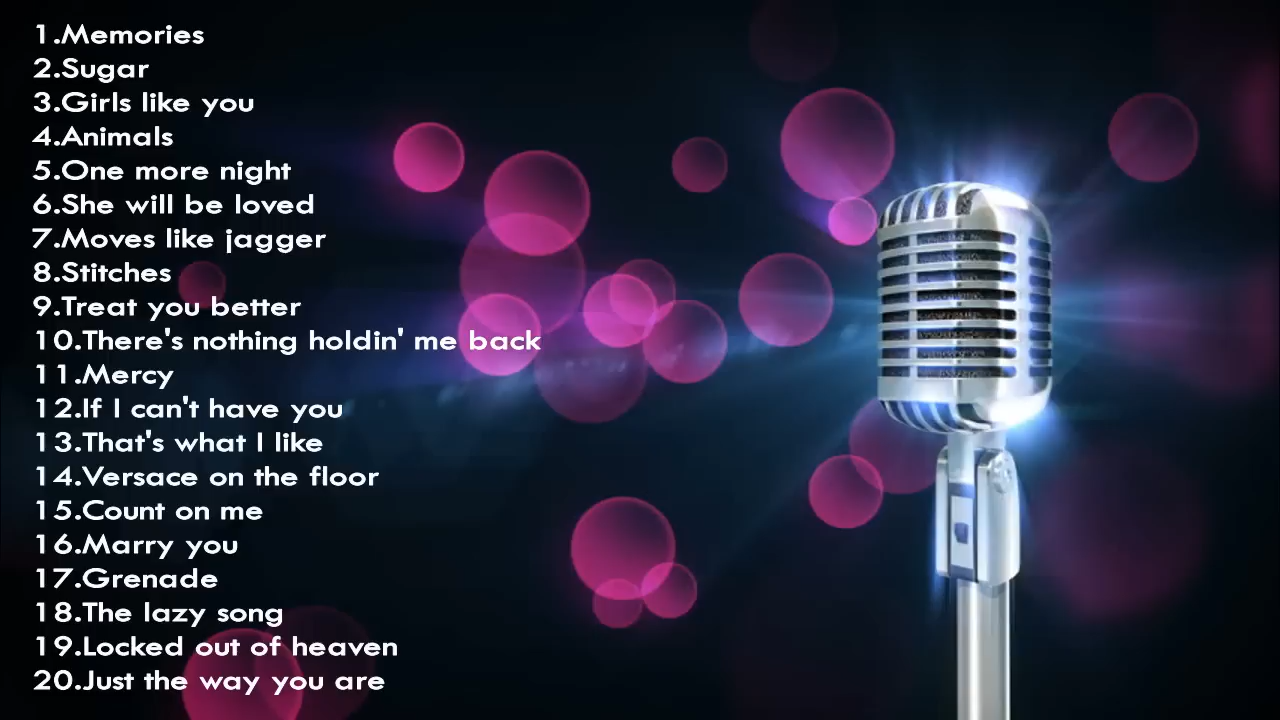 1.Memories
2.Sugar
3.Girls like you
4.Animals
5.One more night
6.She will be loved
7.Moves like jagger
8.Stitches
9.Treat you better
10.There's nothing holdin' me back
11.Mercy
12.If I can't have you
13.That's what I like
14.Versace on the floor
15.Count on me
16.Marry you
17.Grenade
18.The lazy song
19.Locked out of heaven
20.Just the way you are